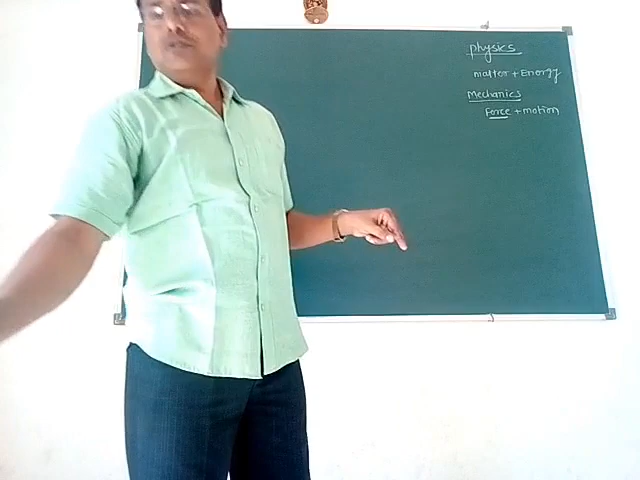 physics
matter + Energy
Mechanics
Force + motion